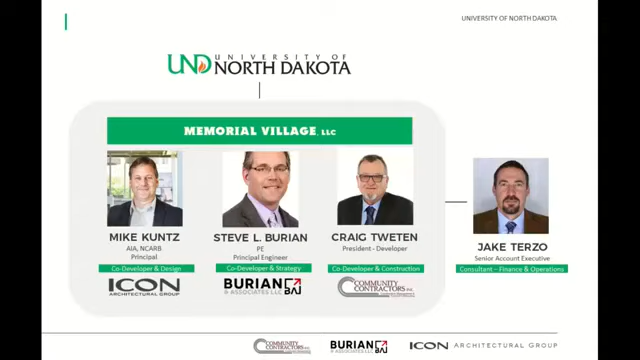 UNIVERSITY OF NORTH DAKOTA
UND UNIVERSITY OF
NORTH DAKOTA
MEMORIAL VILLAGE, LLC
MIKE KUNTZ
AIA, NCARB
Principal
Co-Developer & Design
ICON
ARCHITECTURAL GROUP
STEVE L. BURIAN
PE
Principal Engineer
Co-Developer & Strategy
BURIAN
& ASSOCIATES LLC
BAJ
CRAIG TWETEN
President - Developer
Co-Developer & Construction
COMMUNITY
CONTRACTORS INC.
JAKE TERZO
Senior Account Executive
Consultant - Finance & Operations
COMMUNITY
CONTRACTORS INC.
BURIAN
& ASSOCIATES LLC
BAJ
ICON ARCHITECTURAL GROUP